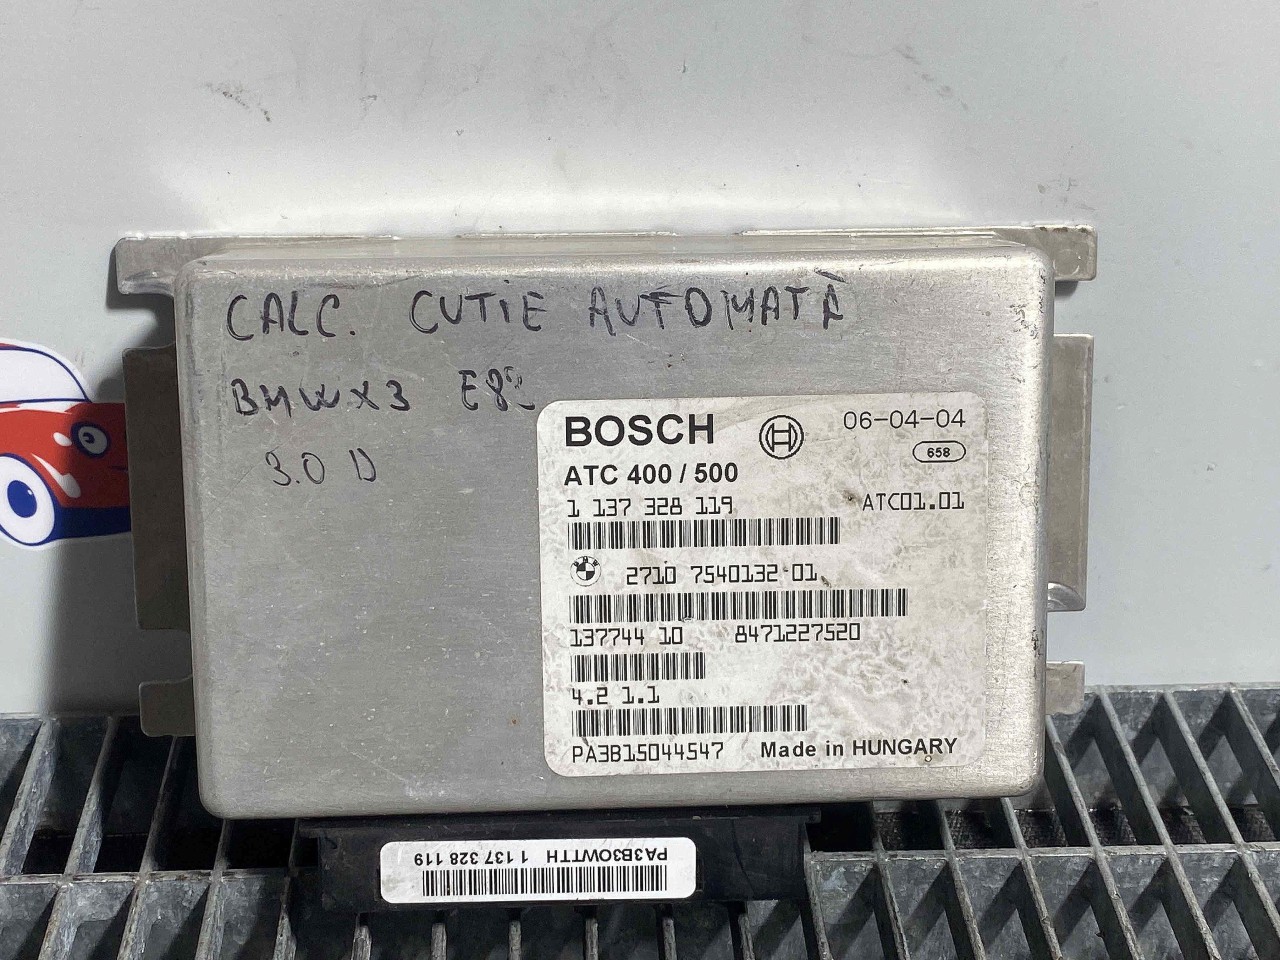 CALC. CUTIE AUTOMATĂ
BMW X3 E83
3.0 D
BOSCH
06-04-04
658
ATC 400 / 500
1 137 328 119
ATC01.01
2710 7540132-01
137744 10 8471227520
4.2 1.1
PA3B15044547 Made in HUNGARY
PA3B3OWTTH 1 137 328 119